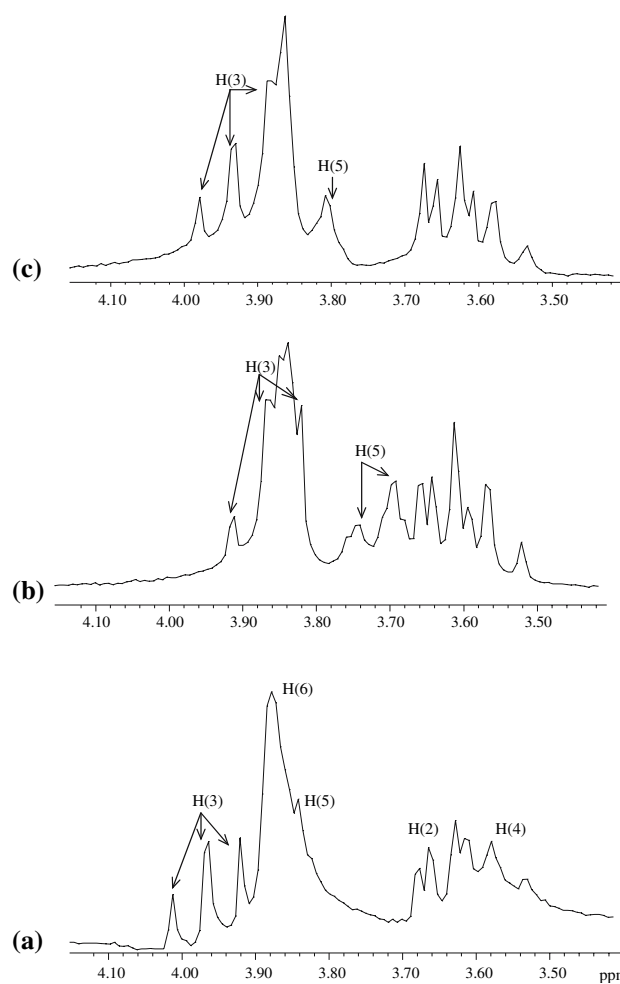 H(3)
H(5)
(c)
4.10 4.00 3.90 3.80 3.70 3.60 3.50
H(3)
H(5)
(b)
4.10 4.00 3.90 3.80 3.70 3.60 3.50
H(6)
H(3) H(5)
H(2) H(4)
(a)
4.10 4.00 3.90 3.80 3.70 3.60 3.50 ppm